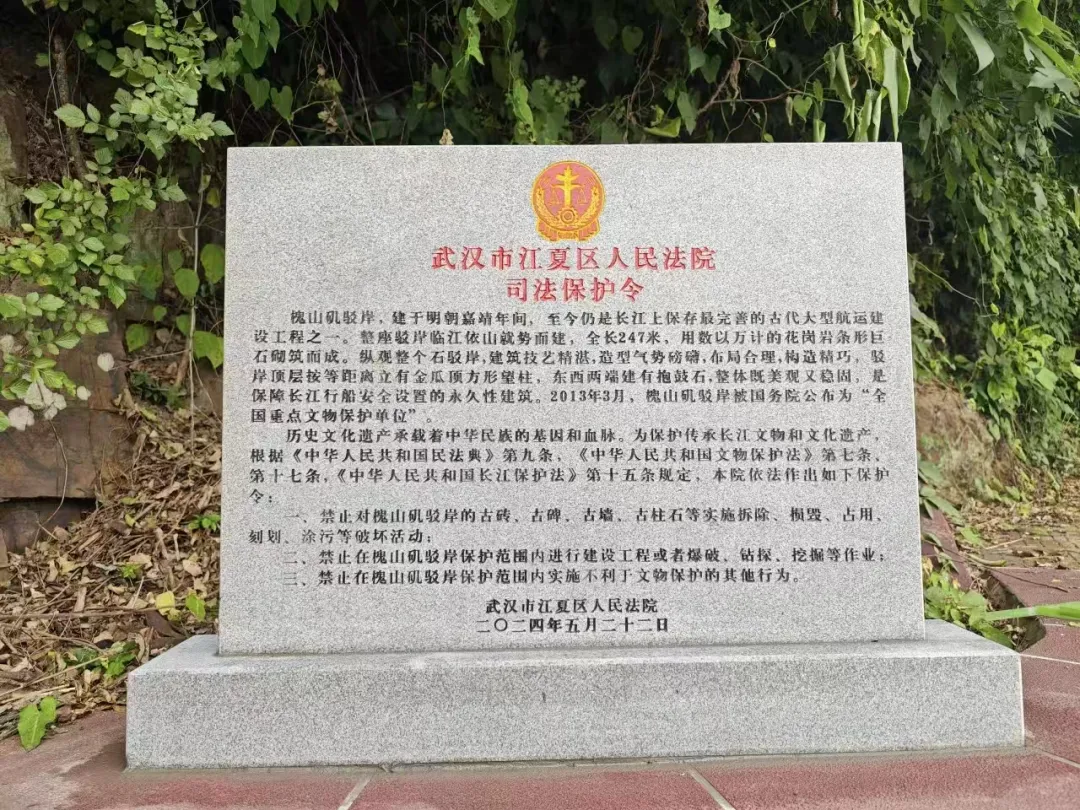 武汉市江夏区人民法院
司法保护令
槐山矶驳岸，建于明朝嘉靖年间，至今仍是长江上保存最完善的古代大型航运建
设工程之一。整座驳岸临江依山就势而建，全长247米，用数以万计的花岗岩条形巨
石砌筑而成。纵观整个石驳岸，建筑技艺精湛，造型气势磅礴，布局合理，构造精巧，驳
岸顶层按等距离立有金瓜顶方形望柱，东西两端建有抱鼓石，整体既美观又稳固，是
保障长江行船安全设置的永久性建筑。2013年3月，槐山矶驳岸被国务院公布为“全
国重点文物保护单位”。
历史文化遗产承载着中华民族的基因和血脉。为保护传承长江文物和文化遗产，
根据《中华人民共和国民法典》第九条，《中华人民共和国文物保护法》第七条、
第十七条，《中华人民共和国长江保护法》第十五条规定，本院依法作出如下保护
令：
一、禁止对槐山矶驳岸的古砖、古碑、古墙、古柱石等实施拆除、损毁、占用、
刻划、涂污等破坏活动；
二、禁止在槐山矶驳岸保护范围内进行建设工程或者爆破、钻探、挖掘等作业；
三、禁止在槐山矶驳岸保护范围内实施不利于文物保护的其他行为。
武汉市江夏区人民法院
二〇二四年五月二十二日